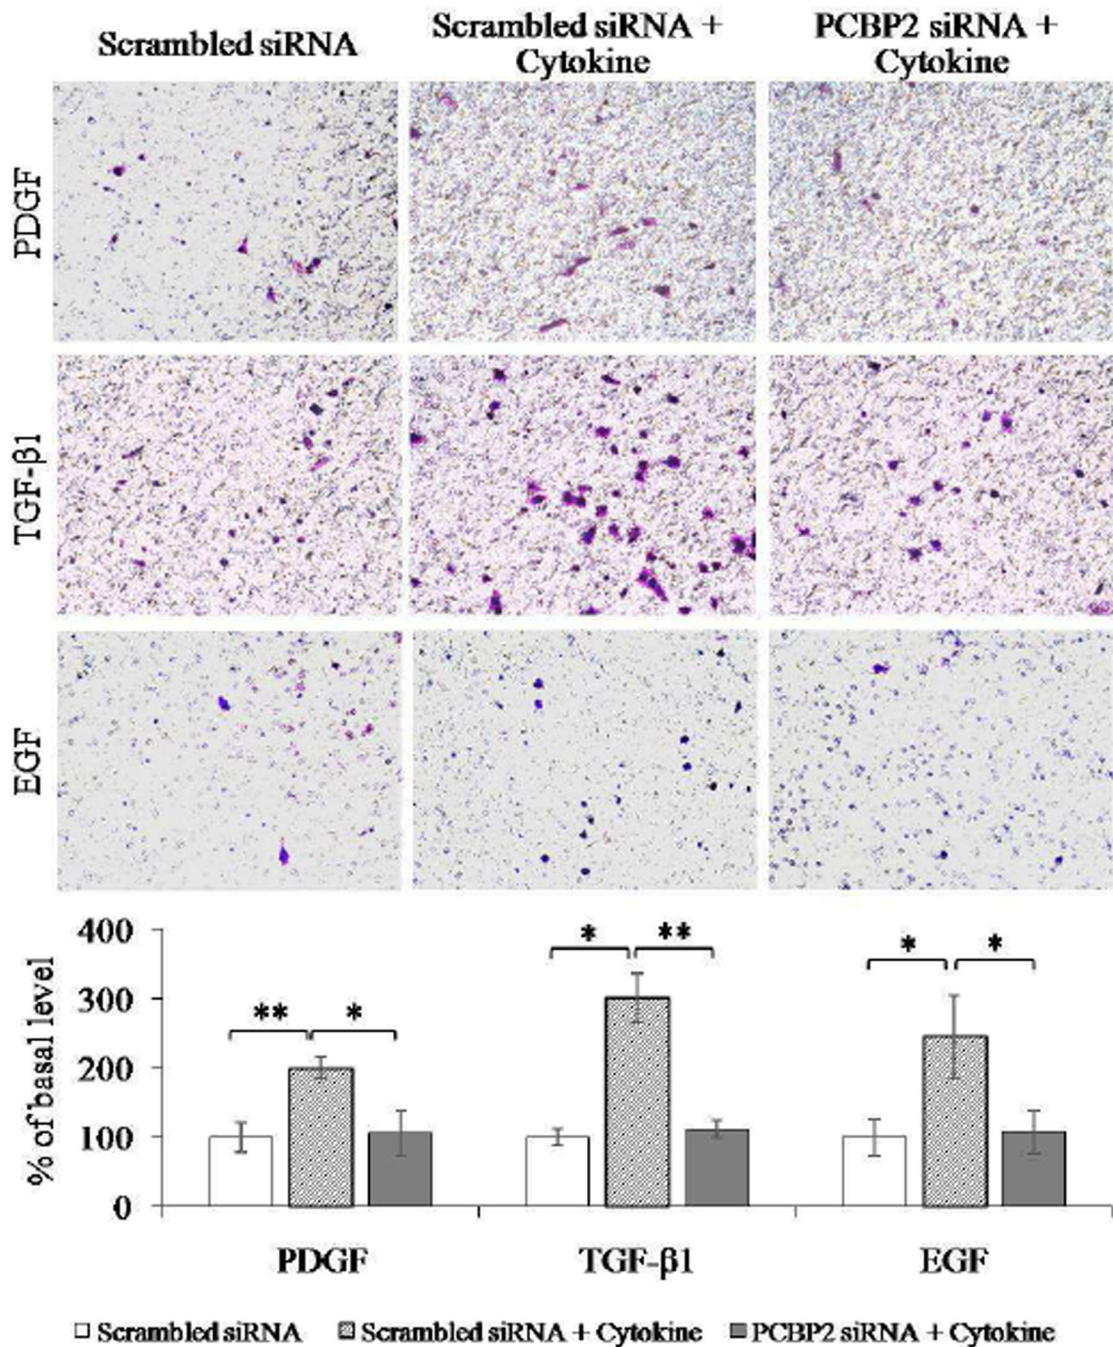 Scrambled siRNA
Scrambled siRNA +
Cytokine
PCBP2 siRNA +
Cytokine
PDGF
TGF-β1
EGF
% of basal level
400
300
200
100
0
** *
* **
* *
PDGF
TGF-β1
EGF
Scrambled siRNA
Scrambled siRNA + Cytokine
PCBP2 siRNA + Cytokine